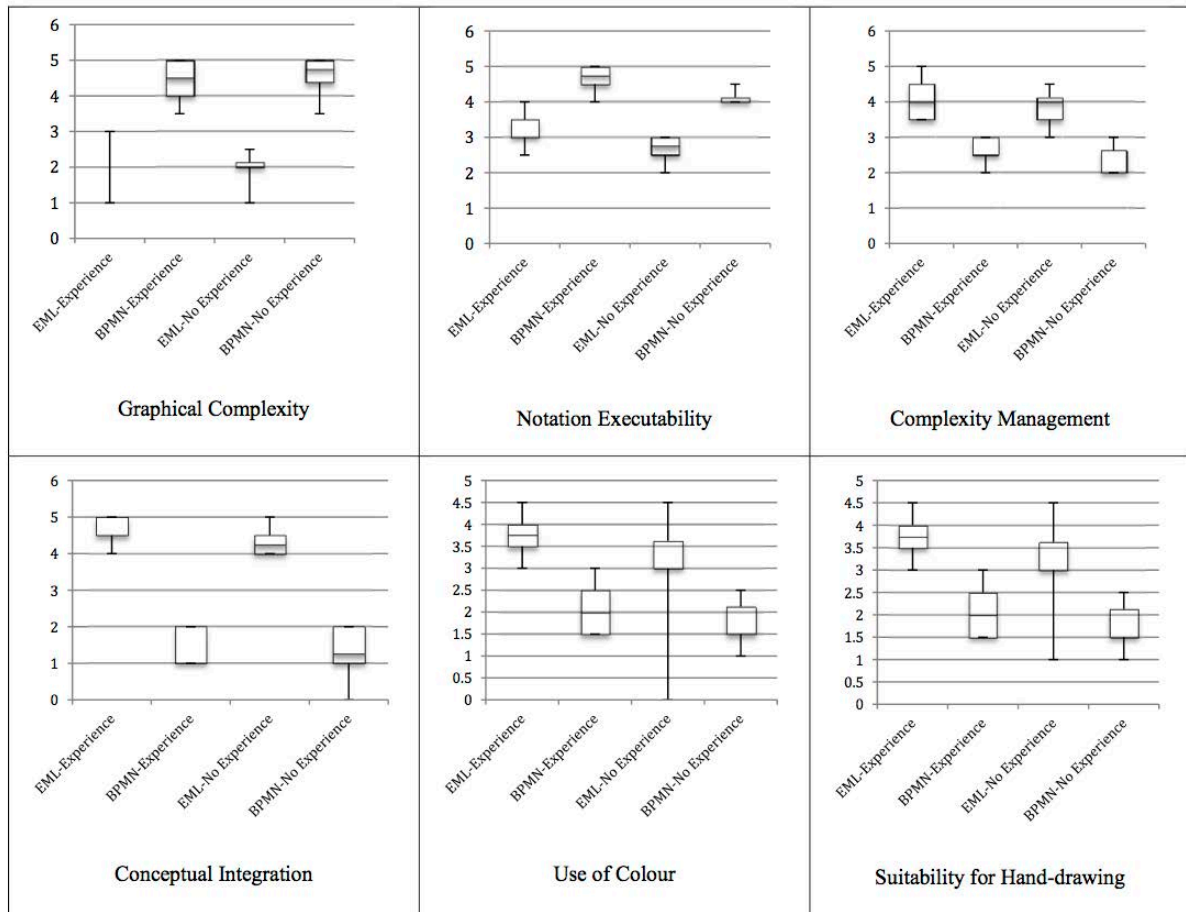 6
5
4
3
2
1
0
EML-Experience
BPMN-Experience
EML-No Experience
BPMN-No Experience
Graphical Complexity
6
5
4
3
2
1
0
EML-Experience
BPMN-Experience
EML-No Experience
BPMN-No Experience
Notation Executability
6
5
4
3
2
1
0
EML-Experience
BPMN-Experience
EML-No Experience
BPMN-No Experience
Complexity Management
6
5
4
3
2
1
0
EML-Experience
BPMN-Experience
EML-No Experience
BPMN-No Experience
Conceptual Integration
5
4.5
4
3.5
3
2.5
2
1.5
1
0.5
0
EML-Experience
BPMN-Experience
EML-No Experience
BPMN-No Experience
Use of Colour
5
4.5
4
3.5
3
2.5
2
1.5
1
0.5
0
EML-Experience
BPMN-Experience
EML-No Experience
BPMN-No Experience
Suitability for Hand-drawing